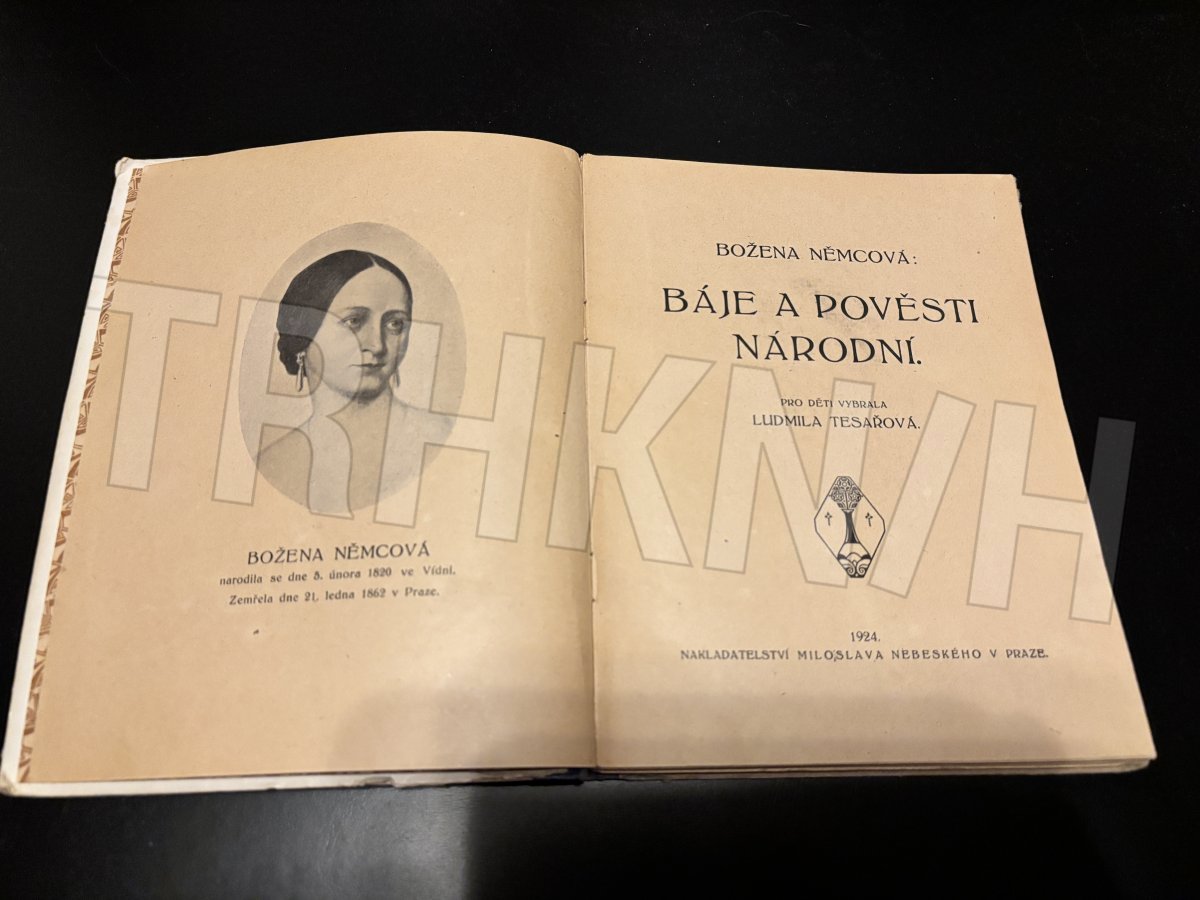 BOŽENA NĚMCOVÁ
narodila se dne 5. února 1820 ve Vídni.
Zemřela dne 21. ledna 1862 v Praze.
BOŽENA NĚMCOVÁ:
BÁJE A POVĚSTI
NÁRODNÍ.
PRO DĚTI VYBRALA
LUDMILA TESAŘOVÁ.
1924.
NAKLADATELSTVÍ MILOSLAVA NEBESKÉHO V PRAZE.
TRHKNIH